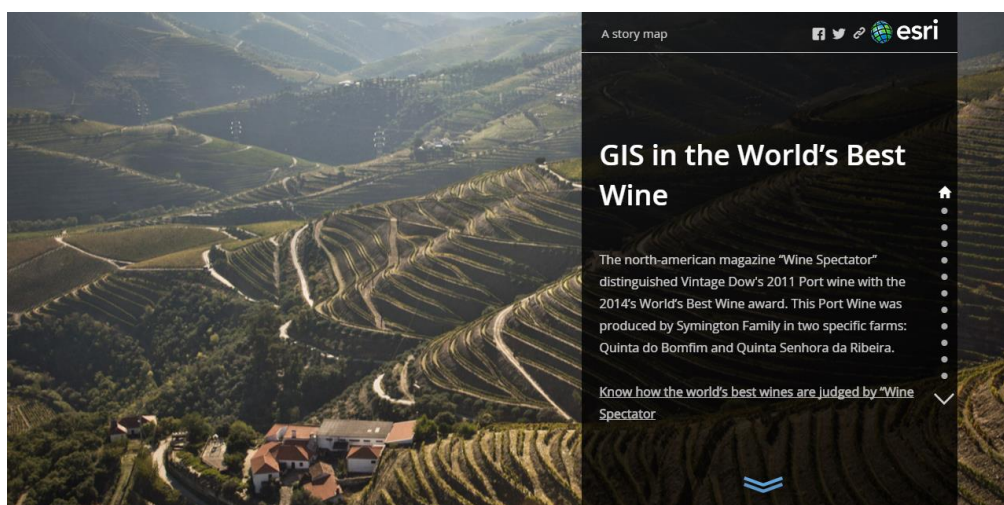 A story map
esri
GIS in the World’s Best
Wine
The north-american magazine “Wine Spectator”
distinguished Vintage Dow's 2011 Port wine with the
2014’s World’s Best Wine award. This Port Wine was
produced by Symington Family in two specific farms:
Quinta do Bomfim and Quinta Senhora da Ribeira.
Know how the world’s best wines are judged by “Wine
Spectator